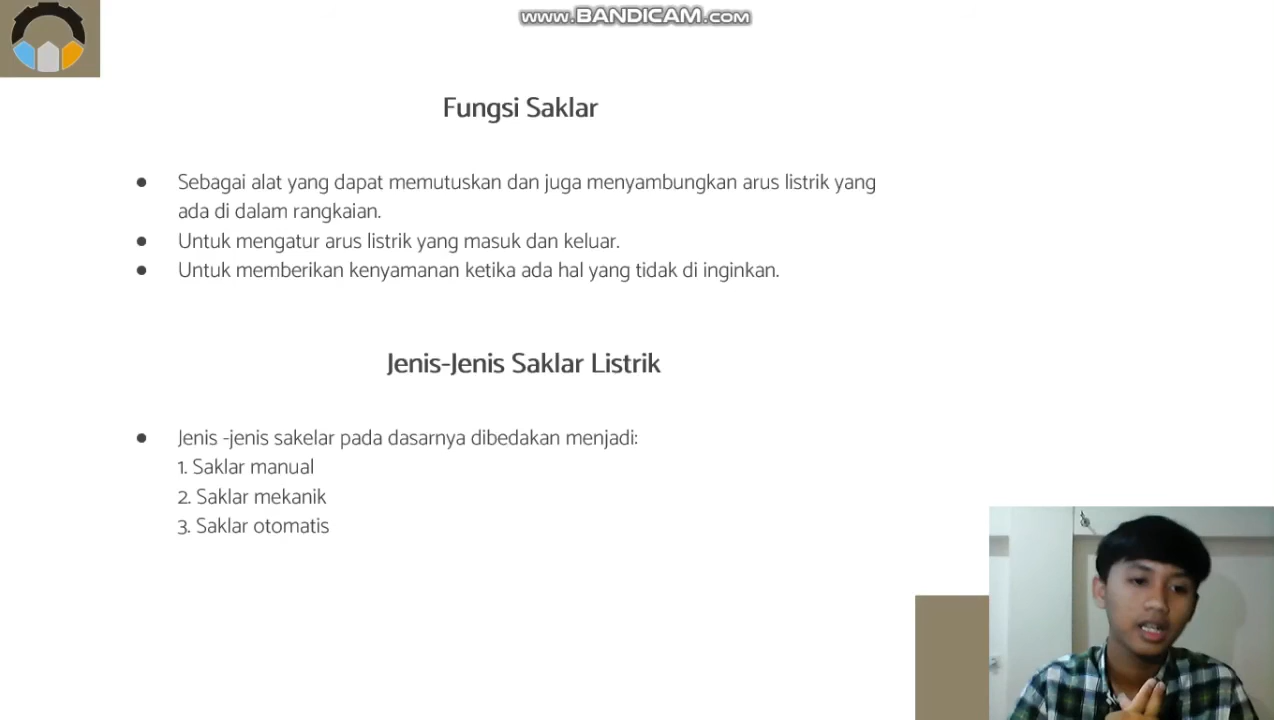 www.BANDICAM.com
Fungsi Saklar
● Sebagai alat yang dapat memutuskan dan juga menyambungkan arus listrik yang
ada di dalam rangkaian.
● Untuk mengatur arus listrik yang masuk dan keluar.
● Untuk memberikan kenyamanan ketika ada hal yang tidak di inginkan.
Jenis-Jenis Saklar Listrik
● Jenis -jenis sakelar pada dasarnya dibedakan menjadi:
1. Saklar manual
2. Saklar mekanik
3. Saklar otomatis